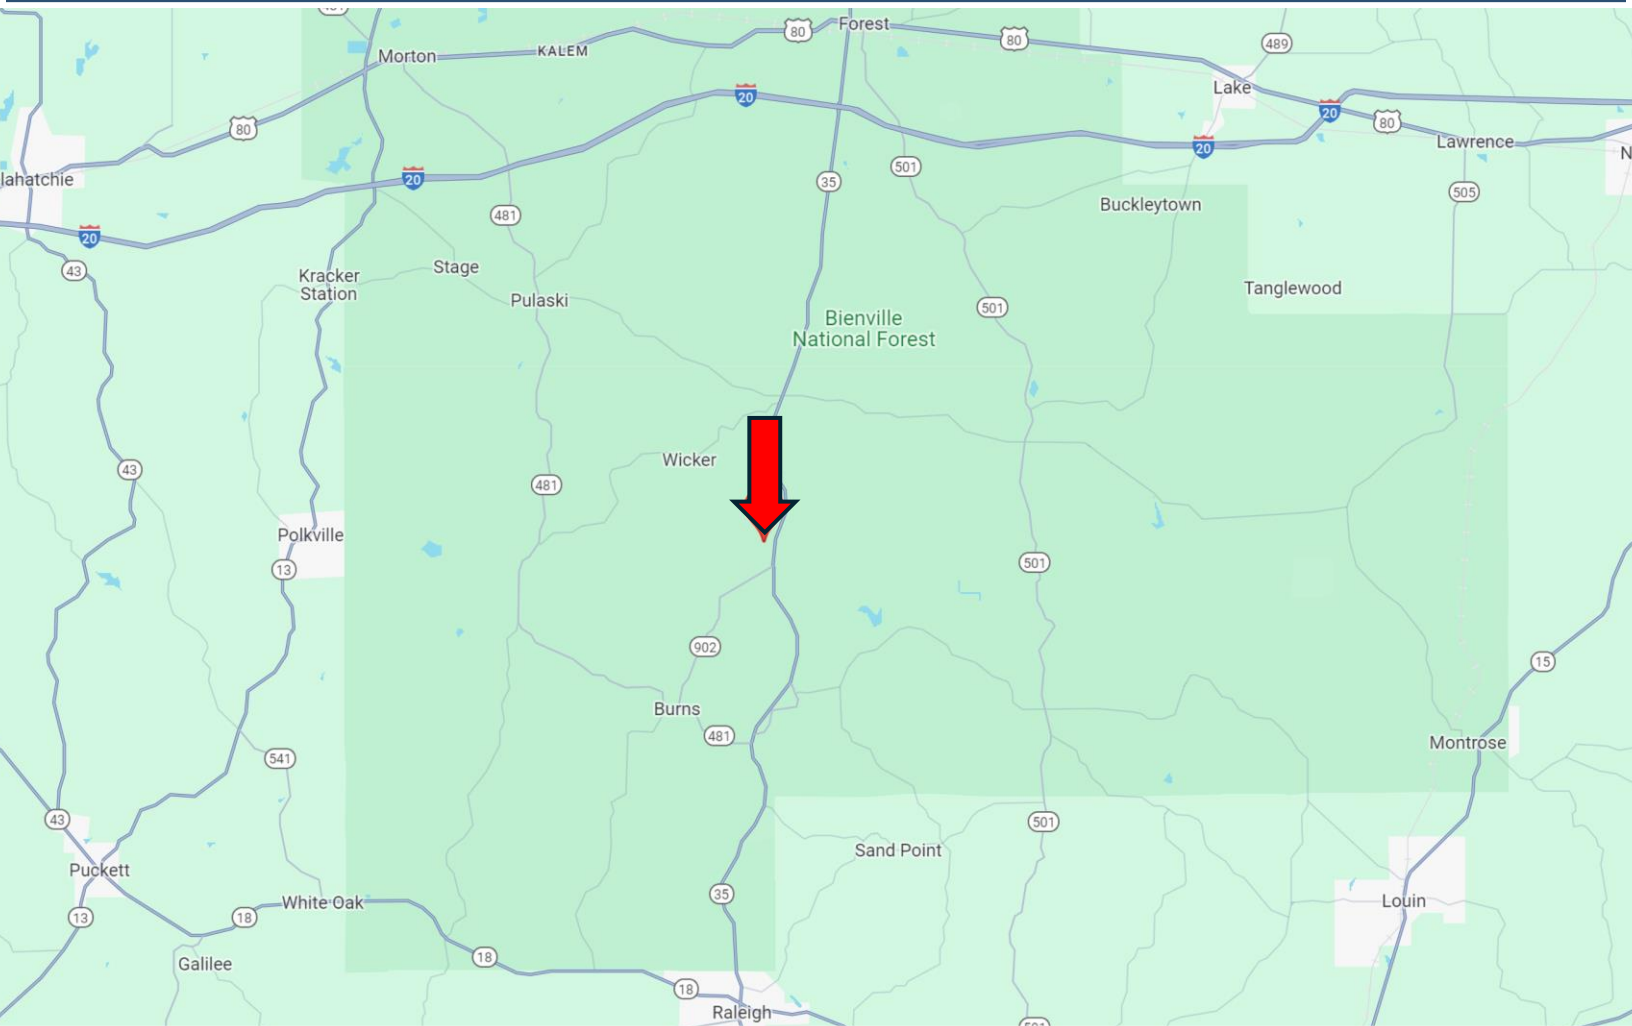 Forest
80
80
489
Morton
KALEM
Lake
20
20
80
80
Lawrence
20
501
lahatchie
20
35
505
Buckleytown
481
20
43
Stage
Kracker
Station
Tanglewood
Pulaski
501
Bienville
National Forest
Wicker
43
481
Polkville
501
13
902
15
Burns
481
Montrose
541
43
501
Sand Point
Puckett
35
White Oak
Louin
13
18
18
Galilee
18
Raleigh